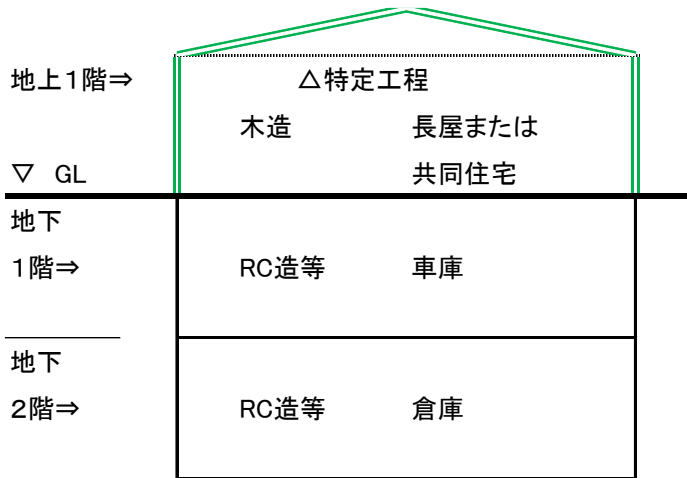 地上１階⇒ △特定工程
木造 長屋または
▽ GL 共同住宅
地下
１階⇒ RC造等 車庫
地下
２階⇒ RC造等 倉庫